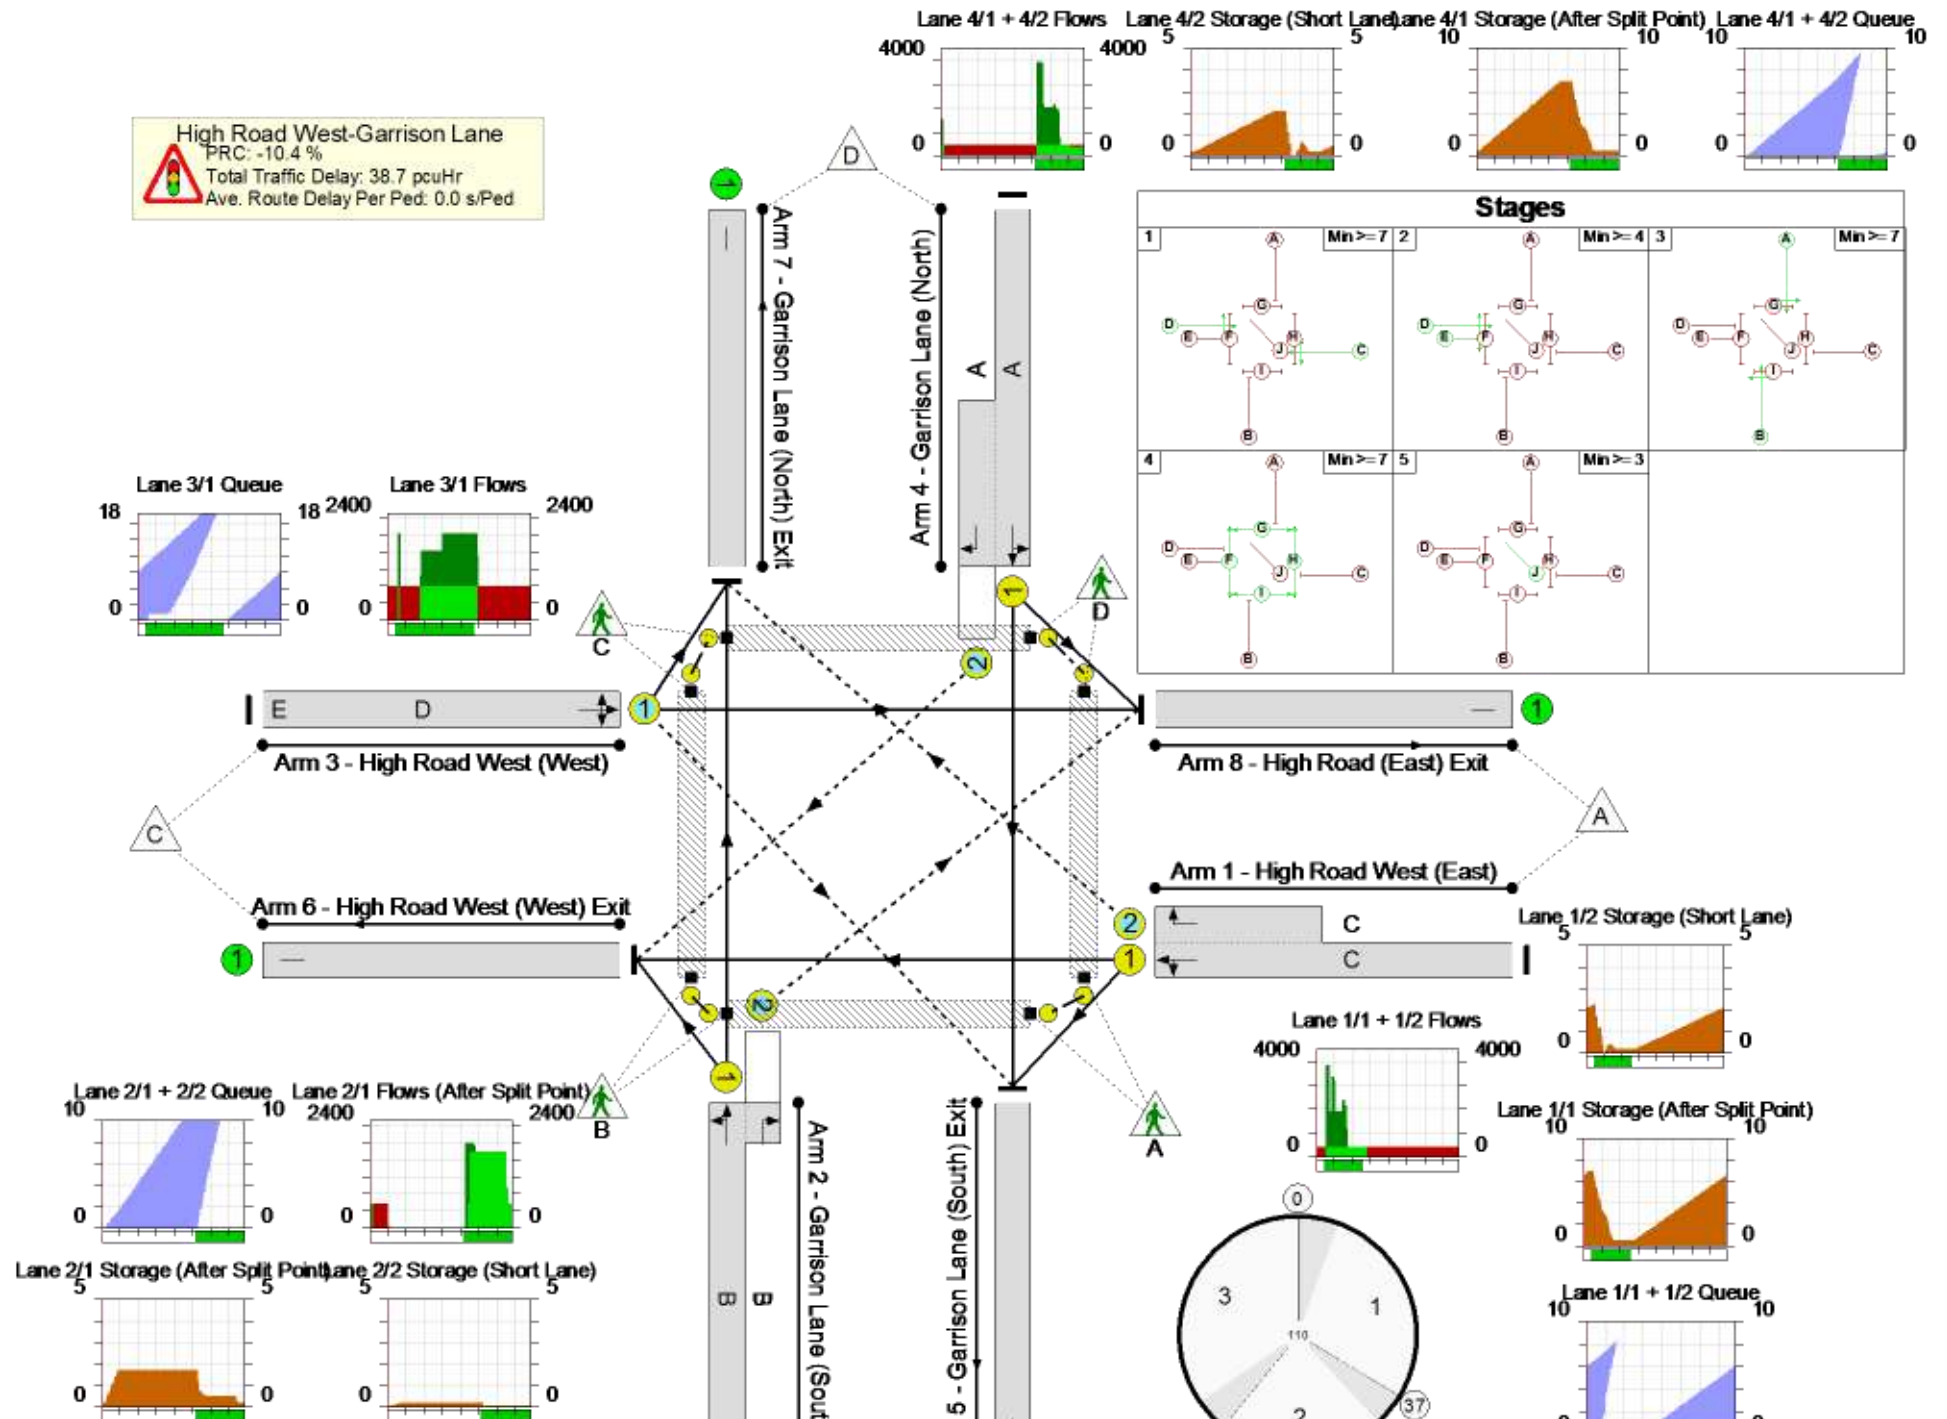 Lane 4/1 + 4/2 Flows
4000
4000
0
0
Lane 4/2 Storage (Short Lane)
5
5
0
0
Lane 4/1 Storage (After Split Point)
10
10
0
0
Lane 4/1 + 4/2 Queue
10
10
0
0
High Road West-Garrison Lane
PRC: -10.4 %
Total Traffic Delay: 38.7 pcuHr
Ave. Route Delay Per Ped: 0.0 s/Ped
D
1
Arm 7 - Garrison Lane (North) Exit
Arm 4 - Garrison Lane (North)
A
A
Stages
1
Min >= 7
A
G
D
E
F
H
J
C
I
B
2
Min >= 4
A
G
D
E
F
H
J
C
I
B
3
Min >= 7
A
G
D
E
F
H
J
C
I
B
4
Min >= 7
A
G
D
E
F
H
J
C
I
B
5
Min >= 3
A
G
D
E
F
H
J
C
I
B
Lane 3/1 Queue
18
18
0
0
Lane 3/1 Flows
2400
2400
0
0
C
1
D
2
E
D
1
Arm 3 - High Road West (West)
1
Arm 8 - High Road (East) Exit
C
A
Arm 6 - High Road West (West) Exit
1
Arm 1 - High Road West (East)
2
C
1
C
Lane 1/2 Storage (Short Lane)
5
5
0
0
2
1
Lane 1/1 + 1/2 Flows
4000
4000
0
0
Lane 2/1 + 2/2 Queue
10
10
0
0
Lane 2/1 Flows (After Split Point)
2400
2400
0
0
B
A
Lane 1/1 Storage (After Split Point)
10
10
0
0
Arm 2 - Garrison Lane (Sout
5 - Garrison Lane (South) Exit
B
B
Lane 2/1 Storage (After Split Point)
5
5
0
0
Lane 2/2 Storage (Short Lane)
5
5
0
0
0
3
1
110
2
37
Lane 1/1 + 1/2 Queue
10
10